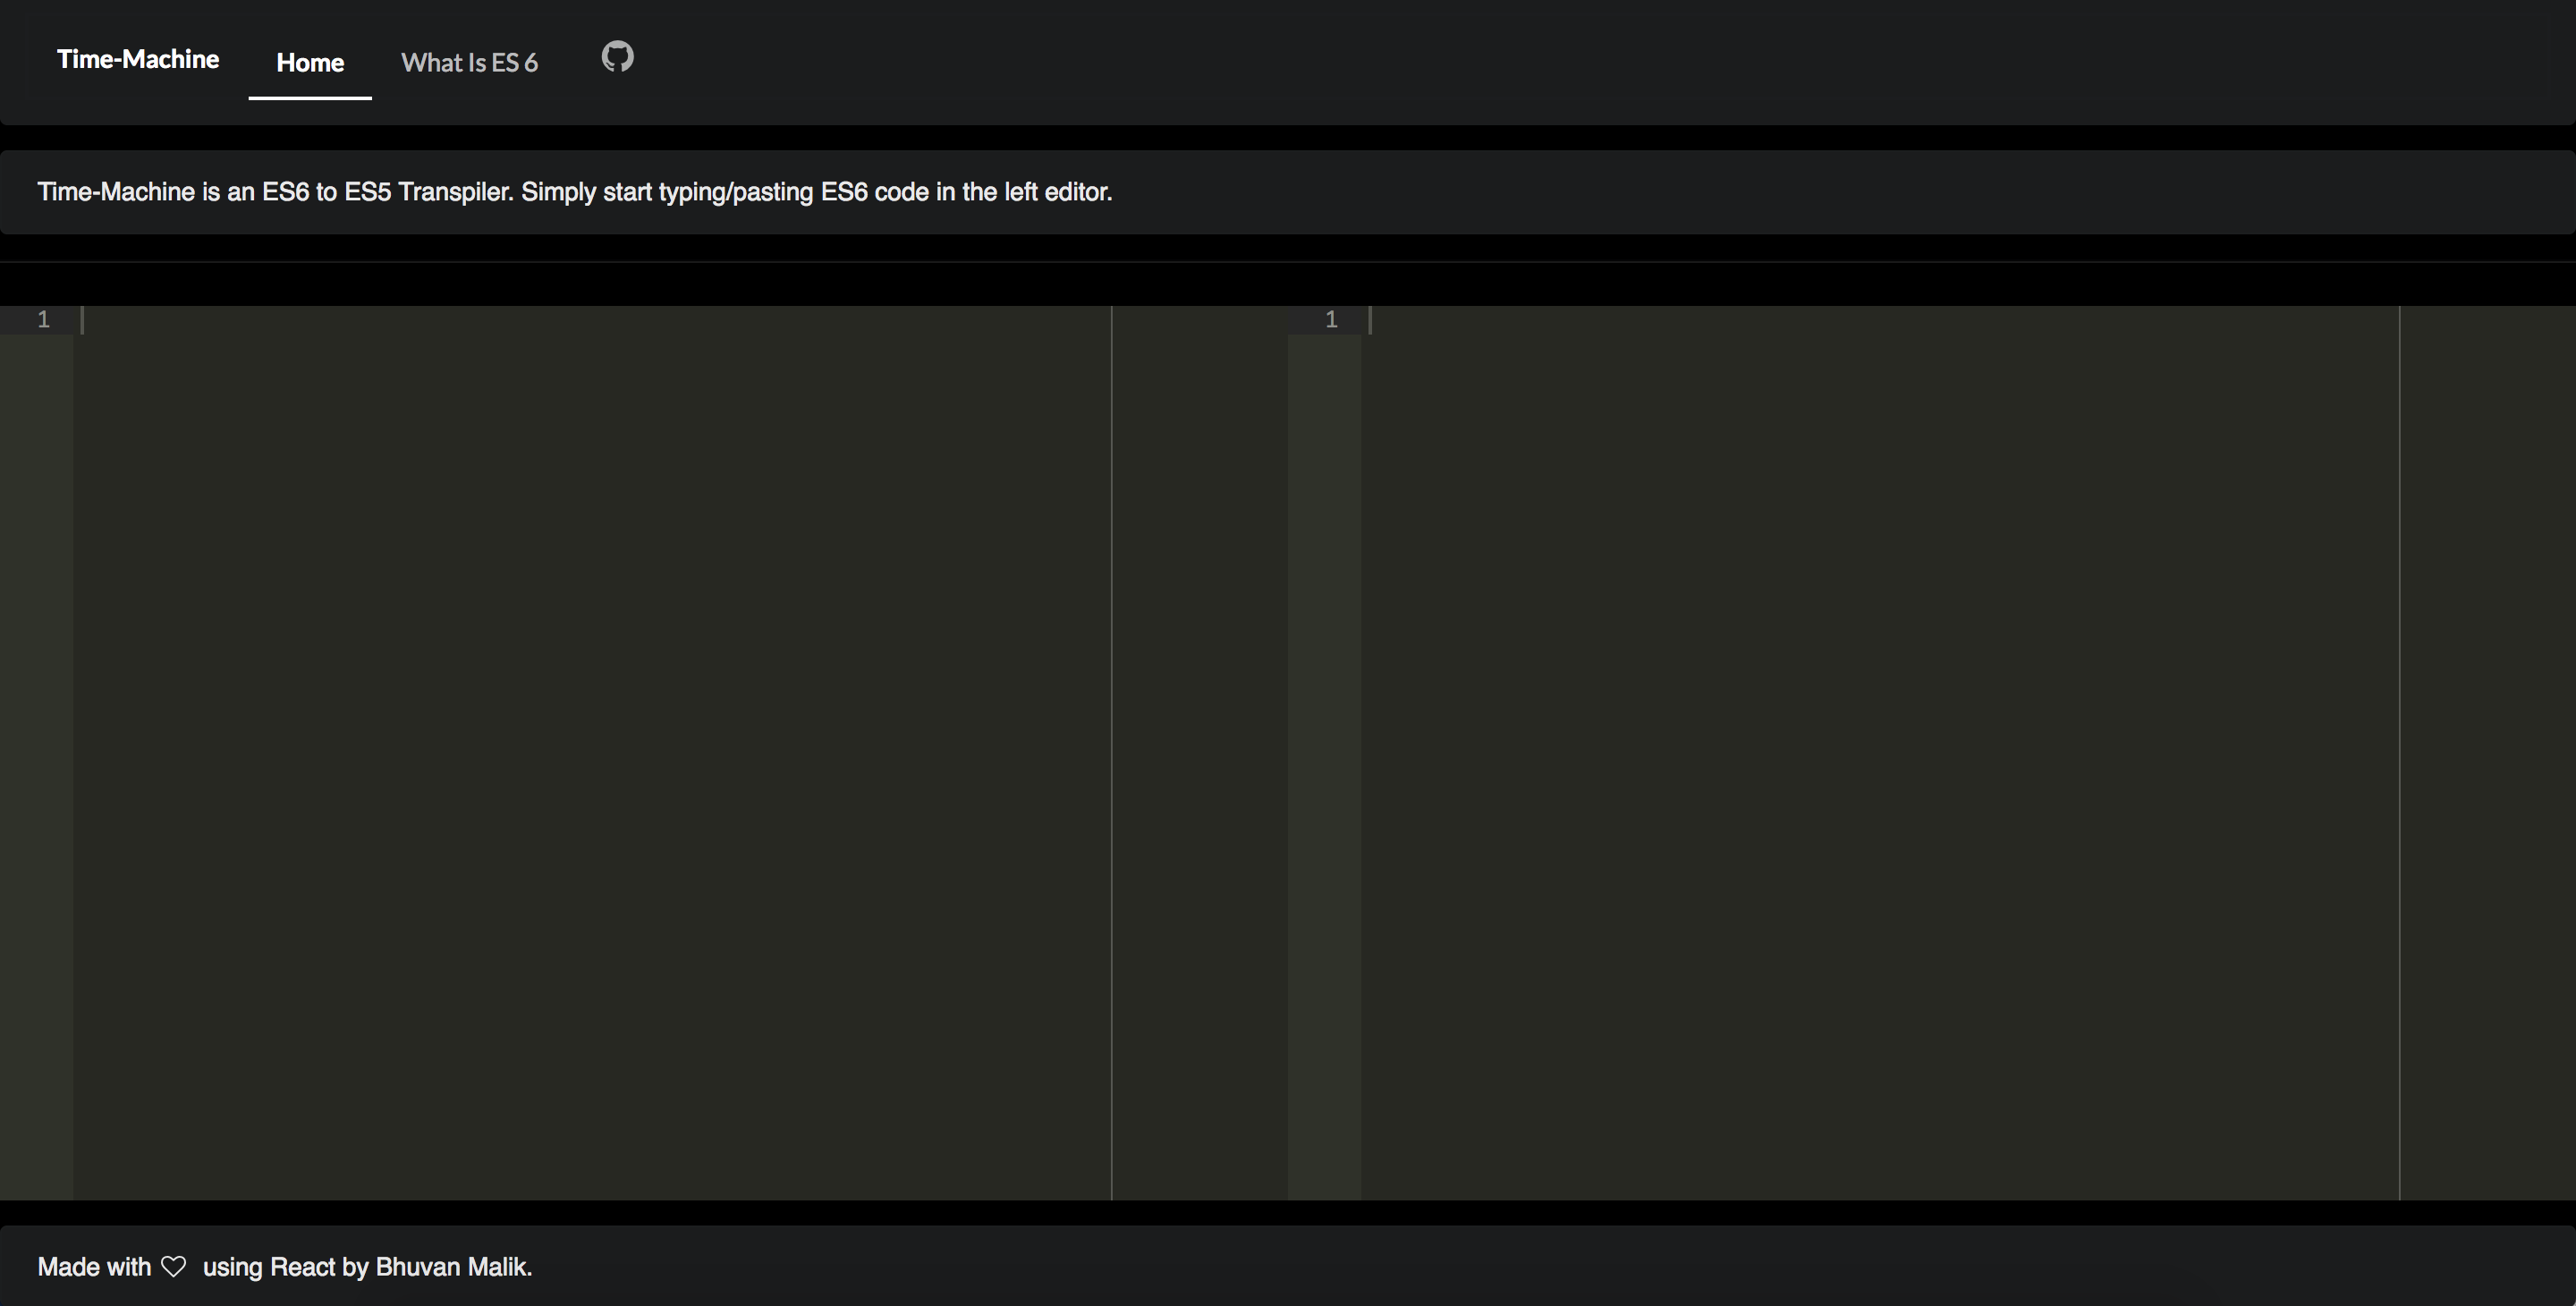 Time-Machine Home What Is ES 6
Time-Machine is an ES6 to ES5 Transpiler. Simply start typing/pasting ES6 code in the left editor.
1
1
Made with ♡ using React by Bhuvan Malik.